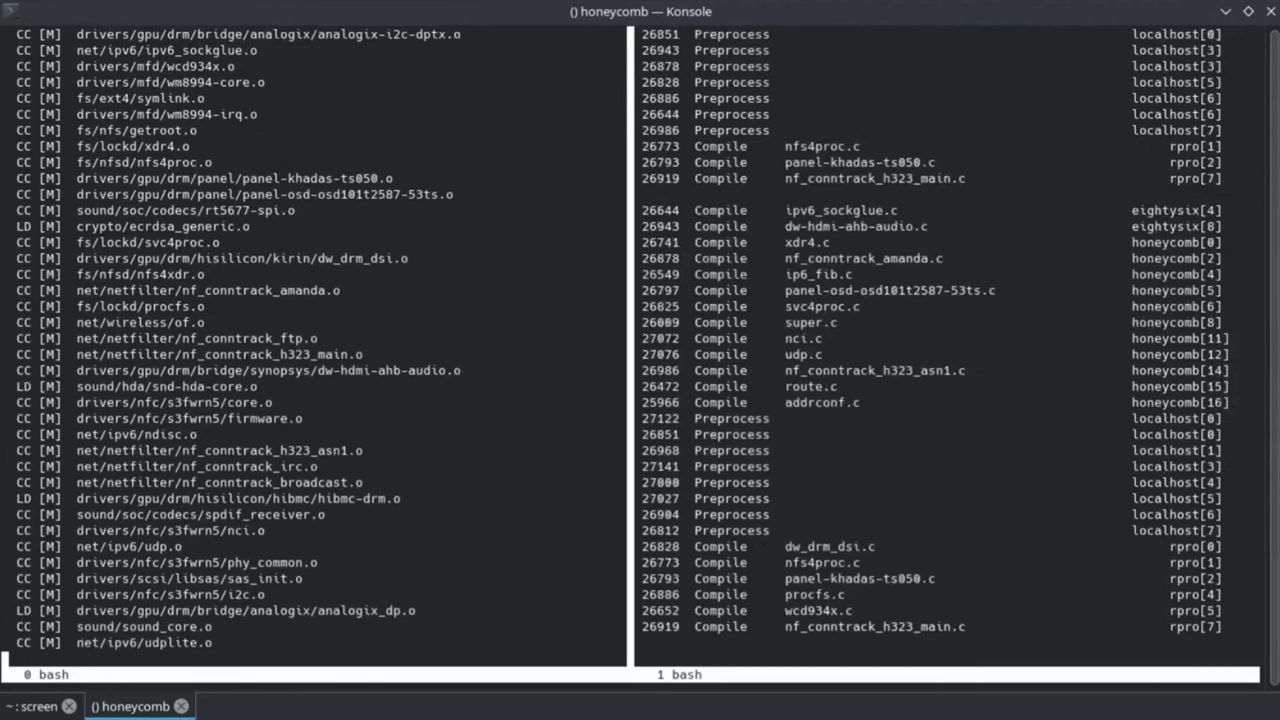 () honeycomb — Konsole
CC [M]  drivers/gpu/drm/bridge/analogix/analogix-i2c-dptx.o
CC [M]  net/ipv6/ipv6_sockglue.o
CC [M]  drivers/mfd/wcd934x.o
CC [M]  drivers/mfd/wm8994-core.o
CC [M]  fs/ext4/symlink.o
CC [M]  drivers/mfd/wm8994-irq.o
CC [M]  fs/nfs/getroot.o
CC [M]  fs/lockd/xdr4.o
CC [M]  fs/nfsd/nfs4proc.o
CC [M]  drivers/gpu/drm/panel/panel-khadas-ts050.o
CC [M]  drivers/gpu/drm/panel/panel-osd-osd101t2587-53ts.o
CC [M]  sound/soc/codecs/rt5677-spi.o
LD [M]  crypto/ecrdsa_generic.o
CC [M]  fs/lockd/svc4proc.o
CC [M]  drivers/gpu/drm/hisilicon/kirin/dw_drm_dsi.o
CC [M]  fs/nfsd/nfs4xdr.o
CC [M]  net/netfilter/nf_conntrack_amanda.o
CC [M]  fs/lockd/procfs.o
CC [M]  net/wireless/of.o
CC [M]  net/netfilter/nf_conntrack_ftp.o
CC [M]  net/netfilter/nf_conntrack_h323_main.o
CC [M]  drivers/gpu/drm/bridge/synopsys/dw-hdmi-ahb-audio.o
LD [M]  sound/hda/snd-hda-core.o
CC [M]  drivers/nfc/s3fwrn5/core.o
CC [M]  drivers/nfc/s3fwrn5/firmware.o
CC [M]  net/ipv6/ndisc.o
CC [M]  net/netfilter/nf_conntrack_h323_asn1.o
CC [M]  net/netfilter/nf_conntrack_irc.o
CC [M]  net/netfilter/nf_conntrack_broadcast.o
LD [M]  drivers/gpu/drm/hisilicon/hibmc/hibmc-drm.o
CC [M]  sound/soc/codecs/spdif_receiver.o
CC [M]  drivers/nfc/s3fwrn5/nci.o
CC [M]  net/ipv6/udp.o
CC [M]  drivers/nfc/s3fwrn5/phy_common.o
CC [M]  drivers/scsi/libsas/sas_init.o
CC [M]  drivers/nfc/s3fwrn5/i2c.o
LD [M]  drivers/gpu/drm/bridge/analogix/analogix_dp.o
CC [M]  sound/sound_core.o
CC [M]  net/ipv6/udplite.o
26851  Preprocess  localhost[0]
26943  Preprocess  localhost[3]
26878  Preprocess  localhost[3]
26828  Preprocess  localhost[5]
26886  Preprocess  localhost[6]
26644  Preprocess  localhost[6]
26986  Preprocess  localhost[7]
26773  Compile  nfs4proc.c  rpro[1]
26793  Compile  panel-khadas-ts050.c  rpro[2]
26919  Compile  nf_conntrack_h323_main.c  rpro[7]
26644  Compile  ipv6_sockglue.c  eightysix[4]
26943  Compile  dw-hdmi-ahb-audio.c  eightysix[8]
26741  Compile  xdr4.c  honeycomb[0]
26878  Compile  nf_conntrack_amanda.c  honeycomb[2]
26549  Compile  ip6_fib.c  honeycomb[4]
26797  Compile  panel-osd-osd101t2587-53ts.c  honeycomb[5]
26825  Compile  svc4proc.c  honeycomb[6]
26009  Compile  super.c  honeycomb[8]
27072  Compile  nci.c  honeycomb[11]
27076  Compile  udp.c  honeycomb[12]
26986  Compile  nf_conntrack_h323_asn1.c  honeycomb[14]
26472  Compile  route.c  honeycomb[15]
25966  Compile  addrconf.c  honeycomb[16]
27122  Preprocess  localhost[0]
26851  Preprocess  localhost[0]
26968  Preprocess  localhost[1]
27141  Preprocess  localhost[3]
27000  Preprocess  localhost[4]
27027  Preprocess  localhost[5]
26904  Preprocess  localhost[6]
26812  Preprocess  localhost[7]
26828  Compile  dw_drm_dsi.c  rpro[0]
26773  Compile  nfs4proc.c  rpro[1]
26793  Compile  panel-khadas-ts050.c  rpro[2]
26886  Compile  procfs.c  rpro[4]
26652  Compile  wcd934x.c  rpro[5]
26919  Compile  nf_conntrack_h323_main.c  rpro[7]
0 bash
1 bash
~ : screen
() honeycomb